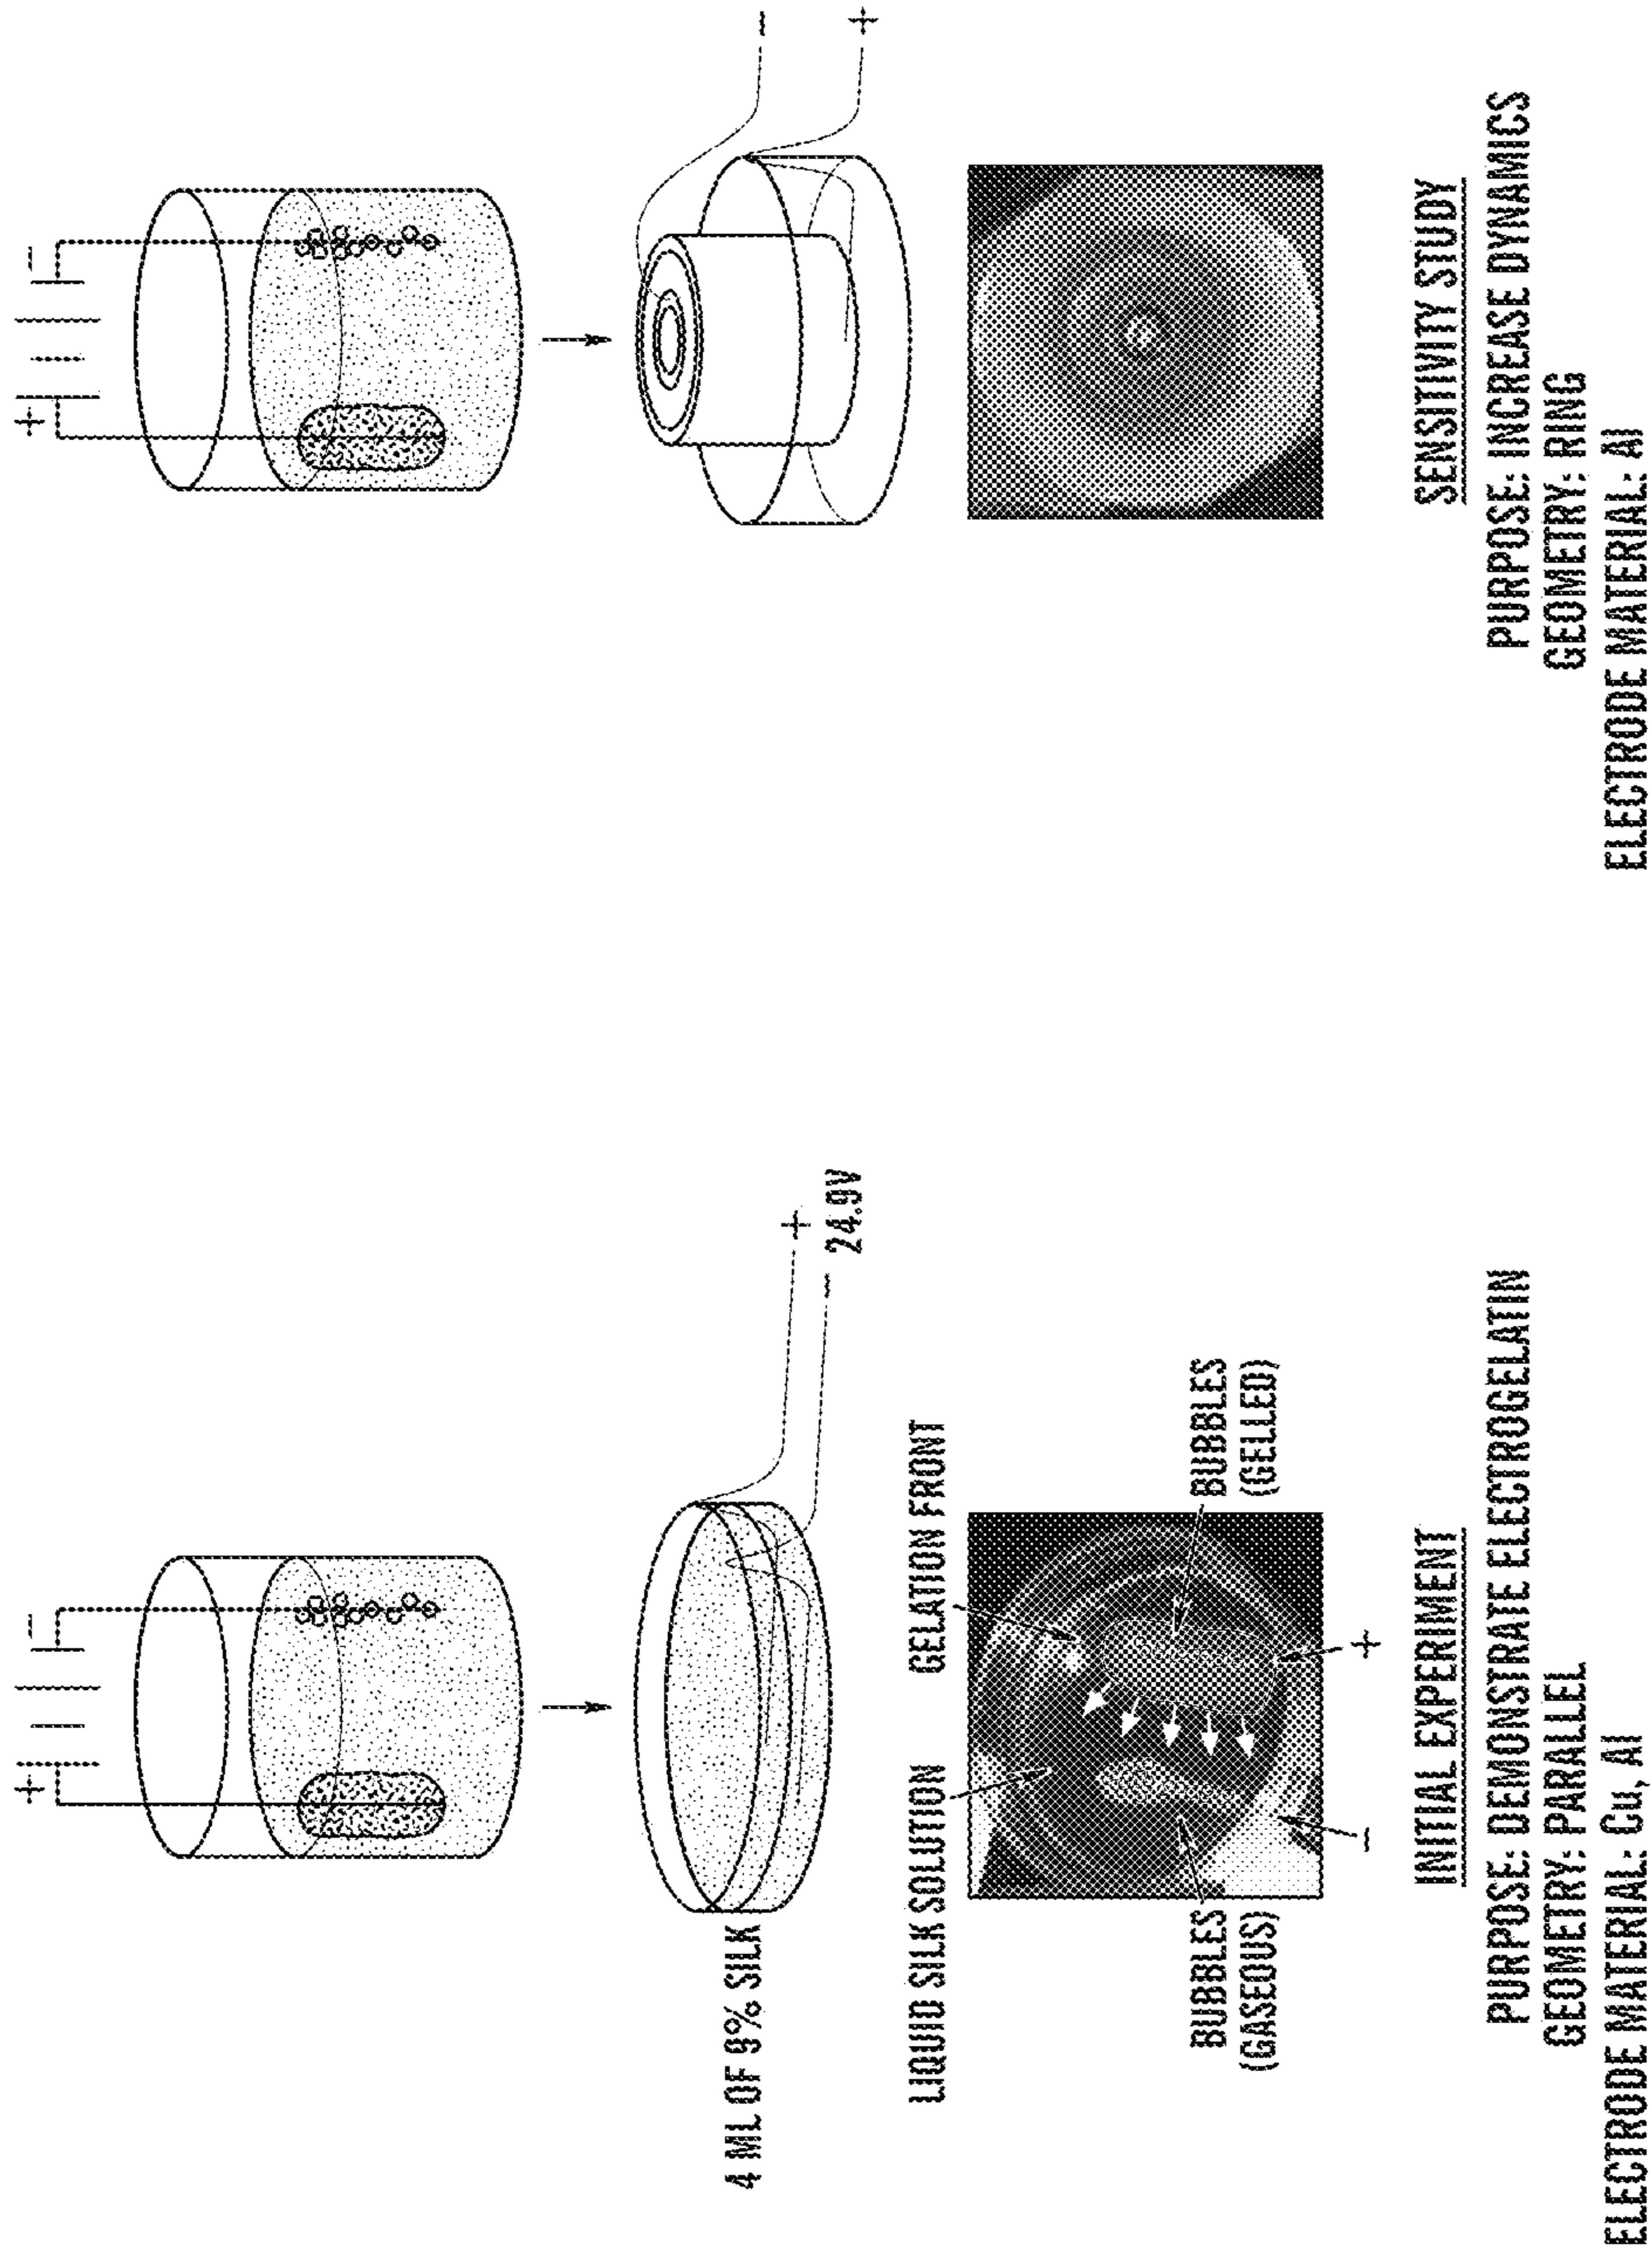 +
−
4 ML OF 9% SILK
+
− 24.9V
LIQUID SILK SOLUTION
GELATION FRONT
BUBBLES
(GASEOUS)
BUBBLES
(GELLED)
−
+
INITIAL EXPERIMENT
PURPOSE: DEMONSTRATE ELECTROGELATIN
GEOMETRY: PARALLEL
ELECTRODE MATERIAL: Cu, Al
+
−
−
+
SENSITIVITY STUDY
PURPOSE: INCREASE DYNAMICS
GEOMETRY: RING
ELECTRODE MATERIAL: Al